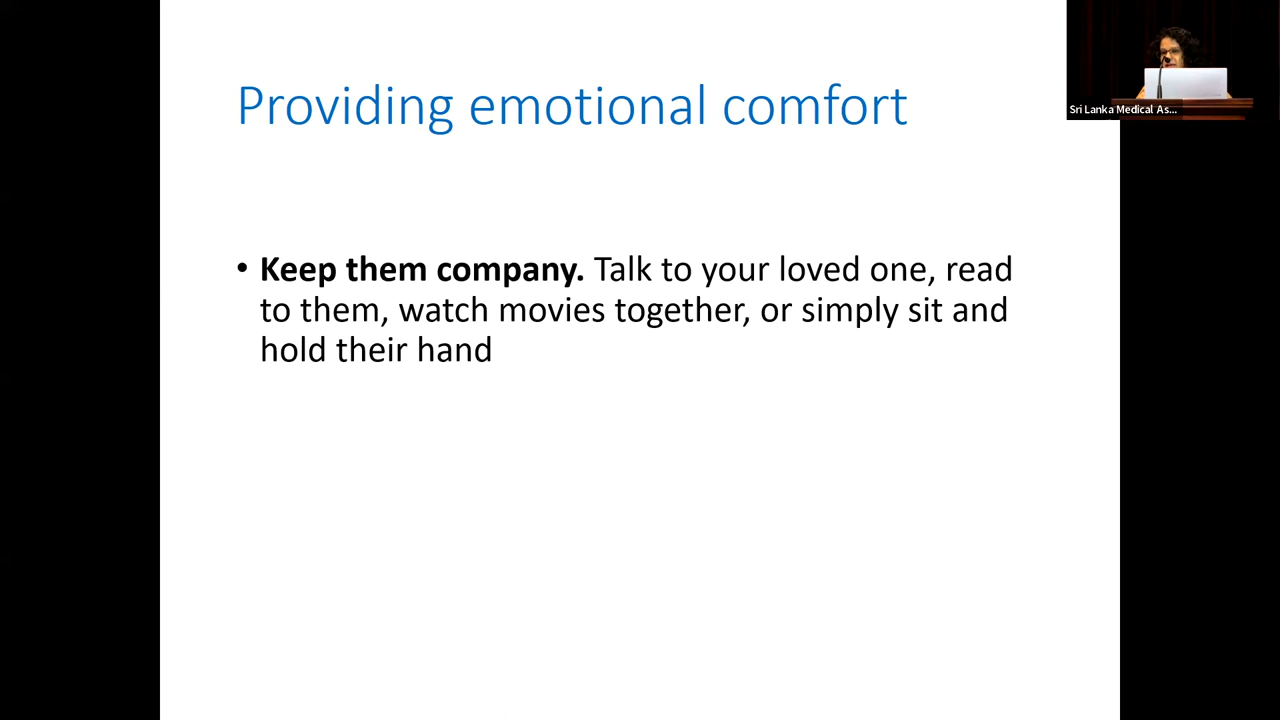 Providing emotional comfort
• Keep them company. Talk to your loved one, read
to them, watch movies together, or simply sit and
hold their hand
Sri Lanka Medical As...